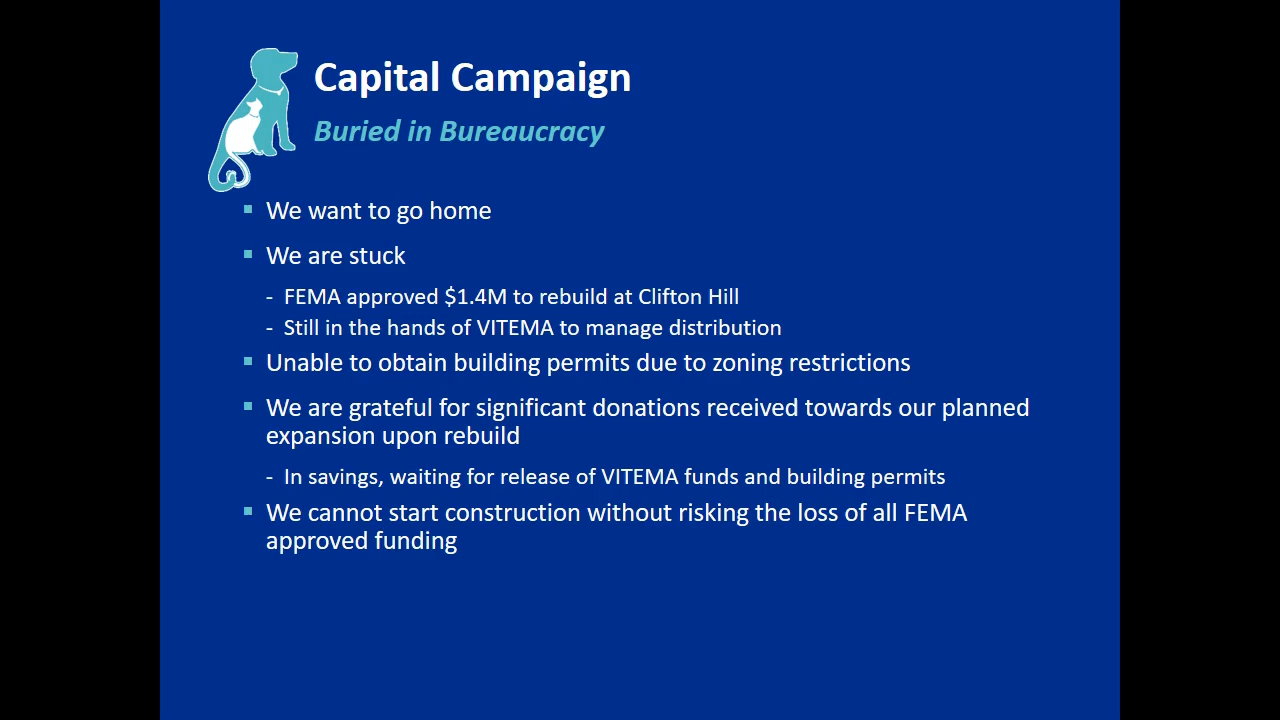 Capital Campaign
Buried in Bureaucracy
▪ We want to go home
▪ We are stuck
- FEMA approved $1.4M to rebuild at Clifton Hill
- Still in the hands of VITEMA to manage distribution
▪ Unable to obtain building permits due to zoning restrictions
▪ We are grateful for significant donations received towards our planned
expansion upon rebuild
- In savings, waiting for release of VITEMA funds and building permits
▪ We cannot start construction without risking the loss of all FEMA
approved funding